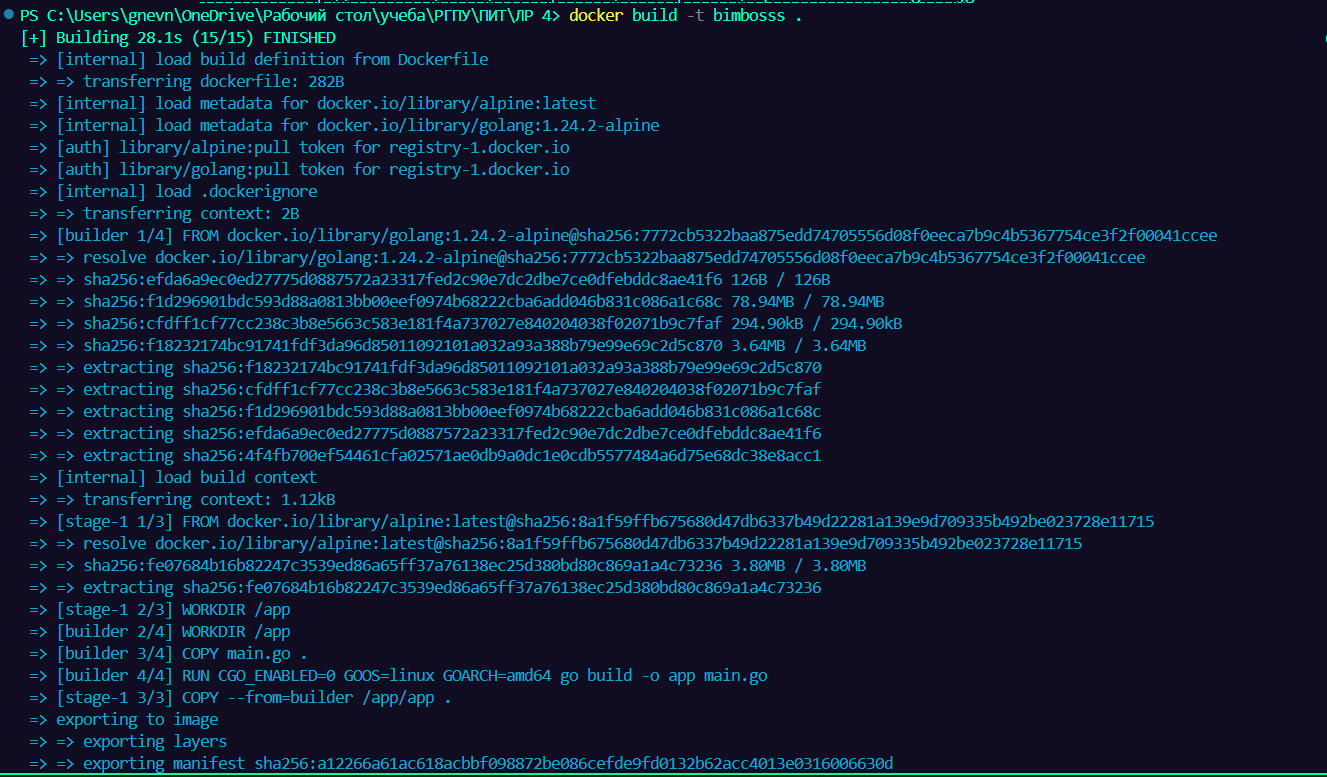 PS C:\Users\gnevn\OneDrive\Рабочий стол\учеба\РГПУ\ПИТ\ЛР 4> docker build -t bimbosss .
[+] Building 28.1s (15/15) FINISHED
=> [internal] load build definition from Dockerfile
=> => transferring dockerfile: 282B
=> [internal] load metadata for docker.io/library/alpine:latest
=> [internal] load metadata for docker.io/library/golang:1.24.2-alpine
=> [auth] library/alpine:pull token for registry-1.docker.io
=> [auth] library/golang:pull token for registry-1.docker.io
=> [internal] load .dockerignore
=> => transferring context: 2B
=> [builder 1/4] FROM docker.io/library/golang:1.24.2-alpine@sha256:7772cb5322baa875edd74705556d08f0eeca7b9c4b5367754ce3f2f00041ccee
=> => resolve docker.io/library/golang:1.24.2-alpine@sha256:7772cb5322baa875edd74705556d08f0eeca7b9c4b5367754ce3f2f00041ccee
=> => sha256:efda6a9ec0ed27775d0887572a23317fed2c90e7dc2dbe7ce0dfebddc8ae41f6 126B / 126B
=> => sha256:f1d296901bdc593d88a0813bb00eef0974b68222cba6add046b831c086a1c68c 78.94MB / 78.94MB
=> => sha256:cfdff1cf77cc238c3b8e5663c583e181f4a737027e840204038f02071b9c7faf 294.90kB / 294.90kB
=> => sha256:f18232174bc91741fdf3da96d85011092101a032a93a388b79e99e69c2d5c870 3.64MB / 3.64MB
=> => extracting sha256:f18232174bc91741fdf3da96d85011092101a032a93a388b79e99e69c2d5c870
=> => extracting sha256:cfdff1cf77cc238c3b8e5663c583e181f4a737027e840204038f02071b9c7faf
=> => extracting sha256:f1d296901bdc593d88a0813bb00eef0974b68222cba6add046b831c086a1c68c
=> => extracting sha256:efda6a9ec0ed27775d0887572a23317fed2c90e7dc2dbe7ce0dfebddc8ae41f6
=> => extracting sha256:4f4fb700ef54461cfa02571ae0db9a0dc1e0cdb5577484a6d75e68dc38e8acc1
=> [internal] load build context
=> => transferring context: 1.12kB
=> [stage-1 1/3] FROM docker.io/library/alpine:latest@sha256:8a1f59ffb675680d47db6337b49d22281a139e9d709335b492be023728e11715
=> => resolve docker.io/library/alpine:latest@sha256:8a1f59ffb675680d47db6337b49d22281a139e9d709335b492be023728e11715
=> => sha256:fe07684b16b82247c3539ed86a65ff37a76138ec25d380bd80c869a1a4c73236 3.80MB / 3.80MB
=> => extracting sha256:fe07684b16b82247c3539ed86a65ff37a76138ec25d380bd80c869a1a4c73236
=> [stage-1 2/3] WORKDIR /app
=> [builder 2/4] WORKDIR /app
=> [builder 3/4] COPY main.go .
=> [builder 4/4] RUN CGO_ENABLED=0 GOOS=linux GOARCH=amd64 go build -o app main.go
=> [stage-1 3/3] COPY --from=builder /app/app .
=> exporting to image
=> => exporting layers
=> => exporting manifest sha256:a12266a61ac618acbbf098872be086cefde9fd0132b62acc4013e0316006630d